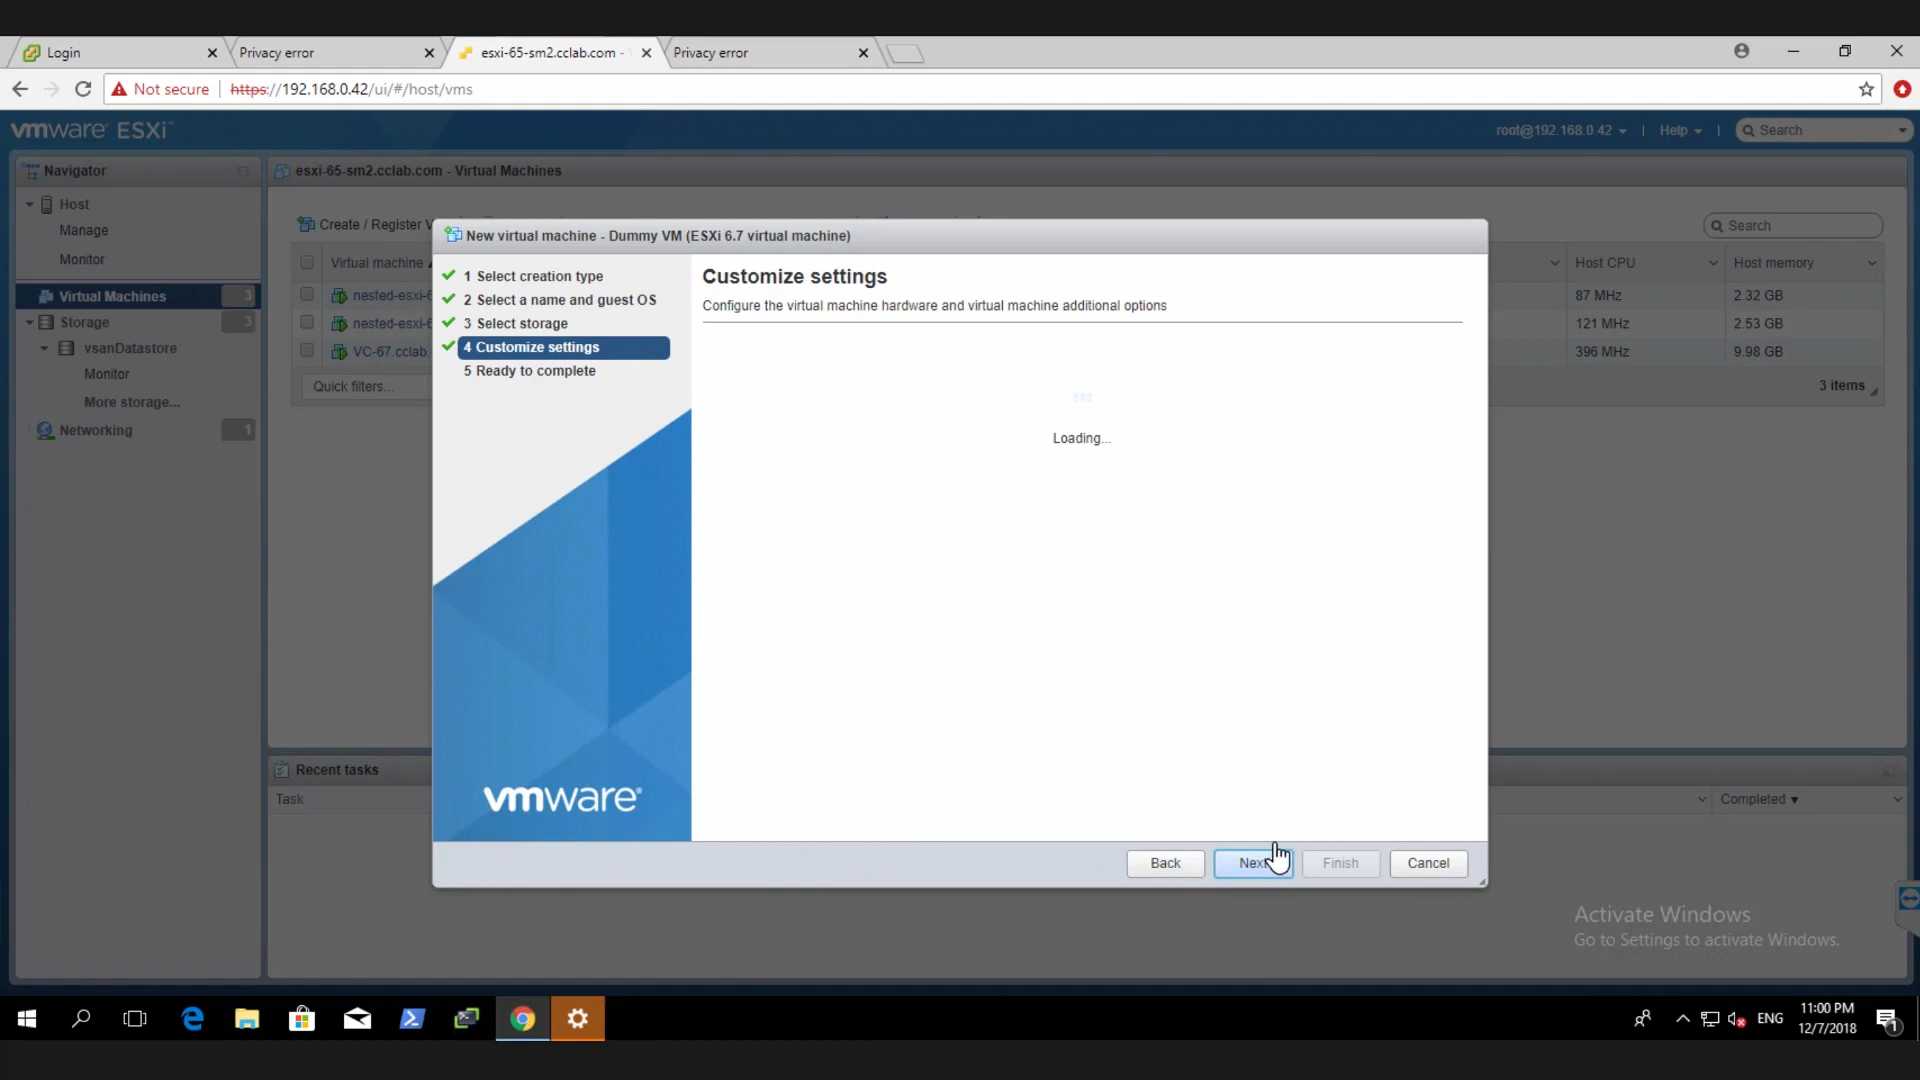 Login
Privacy error
esxi-65-sm2.cclab.com -
Privacy error
Not secure
https://192.168.0.42/ui/#/host/vms
vmware ESXi
root@192.168.0.42
Help
Search
Navigator
esxi-65-sm2.cclab.com - Virtual Machines
Host
Manage
Monitor
Virtual Machines 3
Storage 3
vsanDatastore
Monitor
More storage...
Networking 1
Create / Register V
Search
Virtual machine
Host CPU
Host memory
nested-esxi-6
87 MHz
2.32 GB
nested-esxi-6
121 MHz
2.53 GB
VC-67.cclab.
396 MHz
9.98 GB
Quick filters...
3 items
New virtual machine - Dummy VM (ESXi 6.7 virtual machine)
1 Select creation type
2 Select a name and guest OS
3 Select storage
4 Customize settings
5 Ready to complete
vmware
Customize settings
Configure the virtual machine hardware and virtual machine additional options
Loading...
Back
Next
Finish
Cancel
Recent tasks
Task
Completed
Activate Windows
Go to Settings to activate Windows.
ENG
11:00 PM
12/7/2018
1